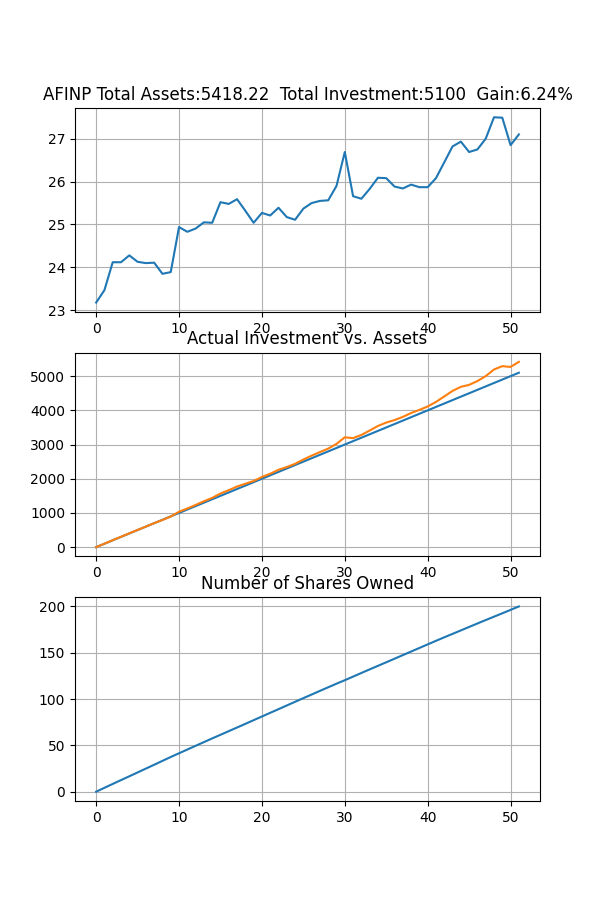 AFINP Total Assets:5418.22  Total Investment:5100  Gain:6.24%
27
26
25
24
23
0 10 20 30 40 50
Actual Investment vs. Assets
5000
4000
3000
2000
1000
0
0 10 20 30 40 50
Number of Shares Owned
200
150
100
50
0
0 10 20 30 40 50